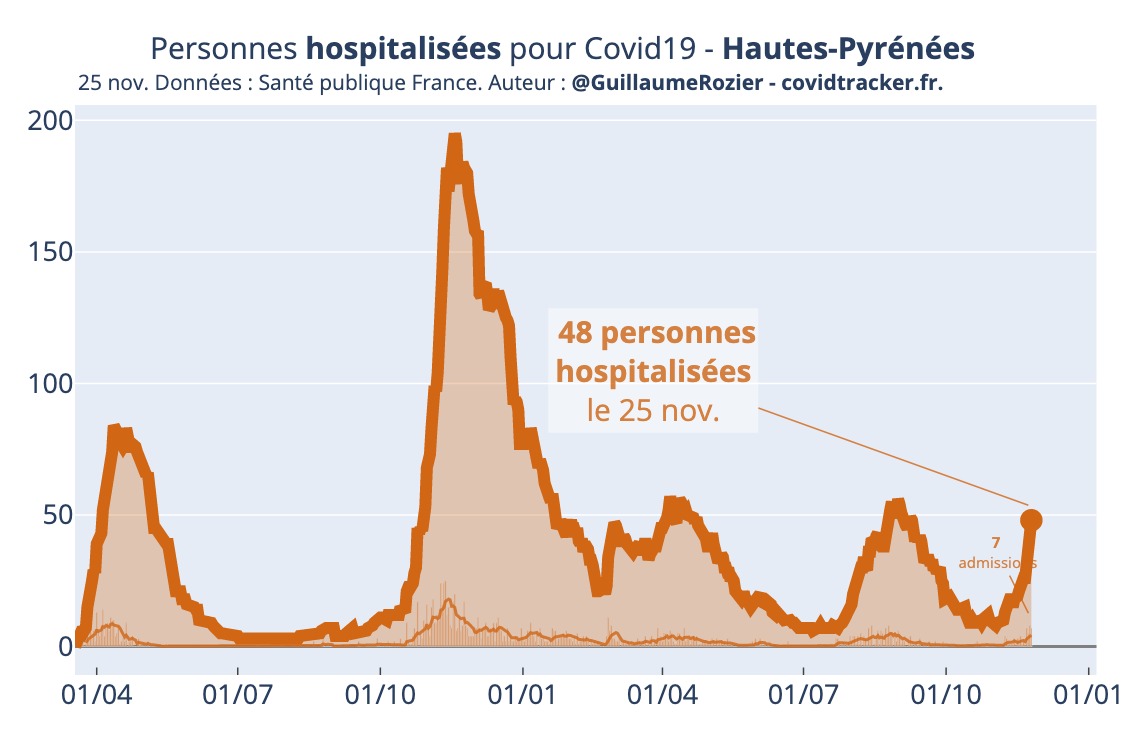 Personnes hospitalisées pour Covid19 - Hautes-Pyrénées
25 nov. Données : Santé publique France. Auteur : @GuillaumeRozier - covidtracker.fr.
200
150
100
50
0
48 personnes
hospitalisées
le 25 nov.
7
admissions
01/04
01/07
01/10
01/01
01/04
01/07
01/10
01/01